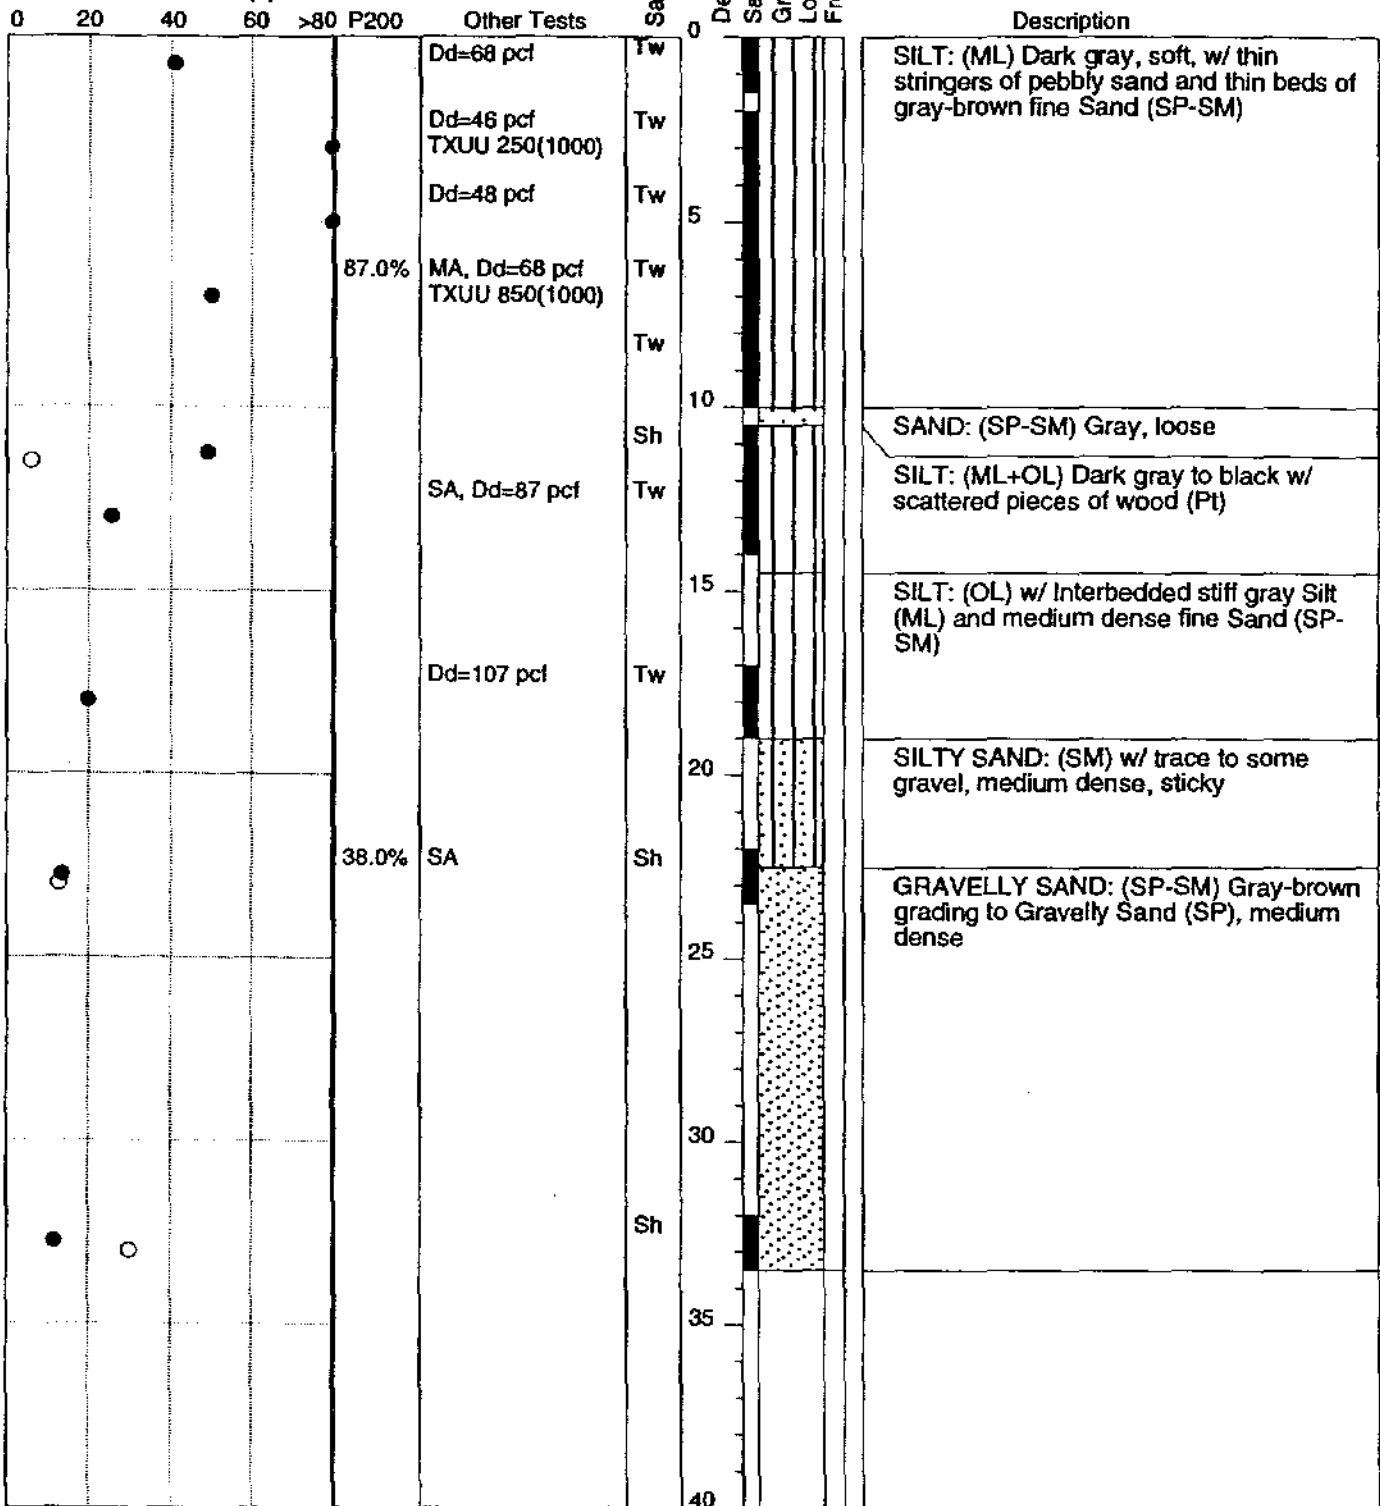 0 20 40 60 >80 P200 Other Tests Sa De Sa Gr Lo Fr Description
0
Dd=68 pcf Tw
SILT: (ML) Dark gray, soft, w/ thin
stringers of pebbly sand and thin beds of
gray-brown fine Sand (SP-SM)
Dd=46 pcf Tw
TXUU 250(1000)
Dd=48 pcf Tw
5
87.0% MA, Dd=68 pcf Tw
TXUU 850(1000)
Tw
10
SAND: (SP-SM) Gray, loose
Sh
SILT: (ML+OL) Dark gray to black w/
scattered pieces of wood (Pt)
SA, Dd=87 pcf Tw
15
SILT: (OL) w/ Interbedded stiff gray Silt
(ML) and medium dense fine Sand (SP-
SM)
Dd=107 pcf Tw
20
SILTY SAND: (SM) w/ trace to some
gravel, medium dense, sticky
38.0% SA Sh
GRAVELLY SAND: (SP-SM) Gray-brown
grading to Gravelly Sand (SP), medium
dense
25
30
Sh
35
40